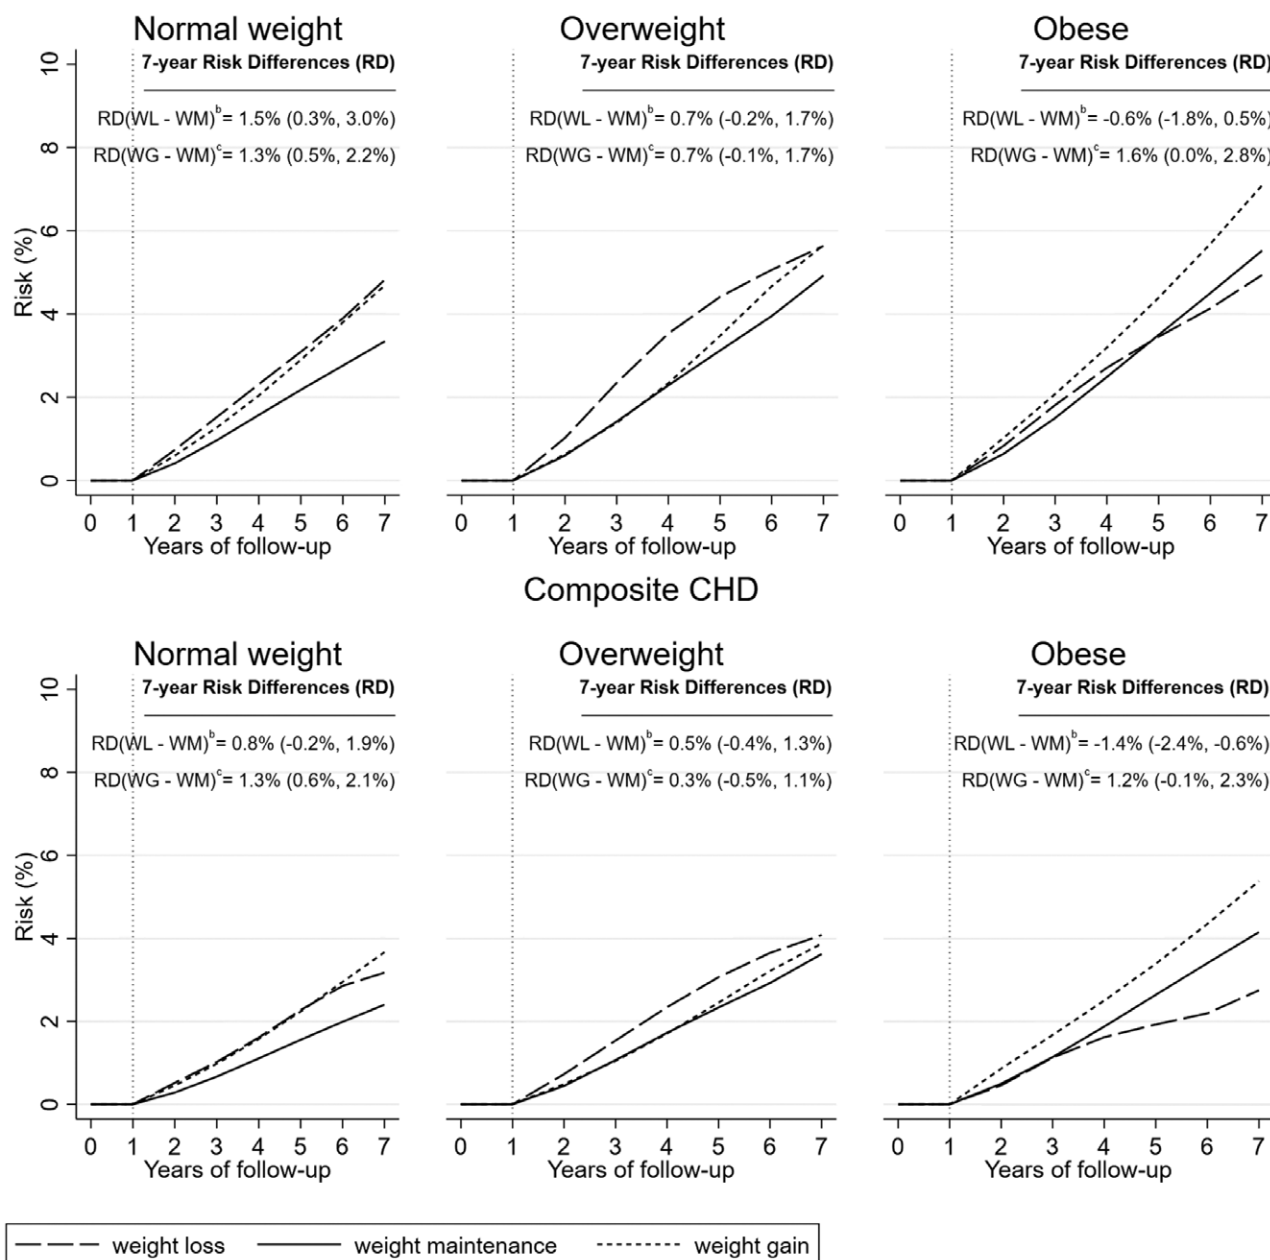 Normal weight
7-year Risk Differences (RD)
RD(WL - WM)ᵇ= 1.5% (0.3%, 3.0%)
RD(WG - WM)ᶜ= 1.3% (0.5%, 2.2%)
Risk (%)
10
8
6
4
2
0
0 1 2 3 4 5 6 7
Years of follow-up
Overweight
7-year Risk Differences (RD)
RD(WL - WM)ᵇ= 0.7% (-0.2%, 1.7%)
RD(WG - WM)ᶜ= 0.7% (-0.1%, 1.7%)
0 1 2 3 4 5 6 7
Years of follow-up
Obese
7-year Risk Differences (RD)
RD(WL - WM)ᵇ= -0.6% (-1.8%, 0.5%)
RD(WG - WM)ᶜ= 1.6% (0.0%, 2.8%)
0 1 2 3 4 5 6 7
Years of follow-up
Composite CHD
Normal weight
7-year Risk Differences (RD)
RD(WL - WM)ᵇ= 0.8% (-0.2%, 1.9%)
RD(WG - WM)ᶜ= 1.3% (0.6%, 2.1%)
Risk (%)
10
8
6
4
2
0
0 1 2 3 4 5 6 7
Years of follow-up
Overweight
7-year Risk Differences (RD)
RD(WL - WM)ᵇ= 0.5% (-0.4%, 1.3%)
RD(WG - WM)ᶜ= 0.3% (-0.5%, 1.1%)
0 1 2 3 4 5 6 7
Years of follow-up
Obese
7-year Risk Differences (RD)
RD(WL - WM)ᵇ= -1.4% (-2.4%, -0.6%)
RD(WG - WM)ᶜ= 1.2% (-0.1%, 2.3%)
0 1 2 3 4 5 6 7
Years of follow-up
weight loss weight maintenance weight gain